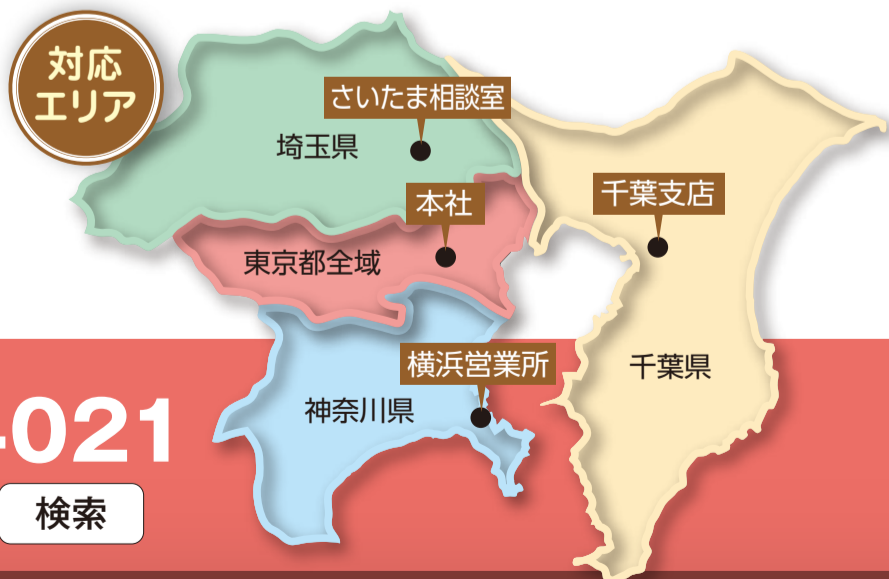 対応
エリア
さいたま相談室
埼玉県
本社
千葉支店
東京都全域
横浜営業所
千葉県
神奈川県
4021
検索